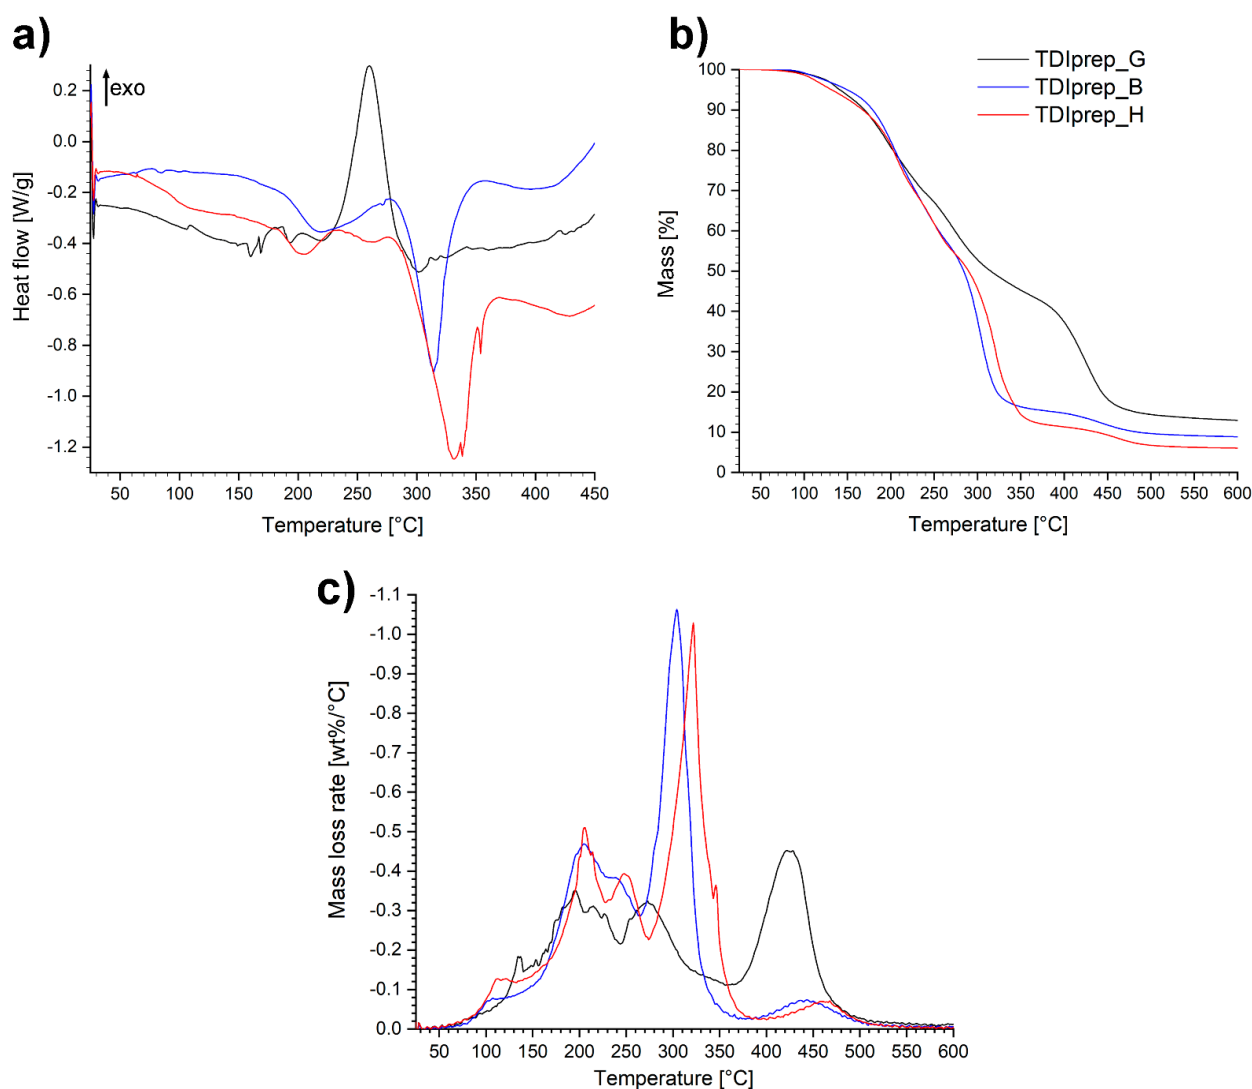 a)
exo
0.2
0.0
-0.2
-0.4
-0.6
-0.8
-1.0
-1.2
Heat flow [W/g]
50 100 150 200 250 300 350 400 450
Temperature [°C]
b)
TDIprep_G
TDIprep_B
TDIprep_H
100
90
80
70
60
50
40
30
20
10
0
Mass [%]
50 100 150 200 250 300 350 400 450 500 550 600
Temperature [°C]
c)
-1.1
-1.0
-0.9
-0.8
-0.7
-0.6
-0.5
-0.4
-0.3
-0.2
-0.1
0.0
Mass loss rate [wt%/°C]
50 100 150 200 250 300 350 400 450 500 550 600
Temperature [°C]